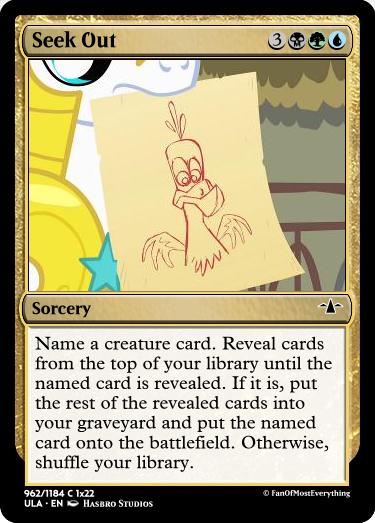 Seek Out 3
Sorcery
Name a creature card. Reveal cards
from the top of your library until the
named card is revealed. If it is, put
the rest of the revealed cards into
your graveyard and put the named
card onto the battlefield. Otherwise,
shuffle your library.
962/1184 C 1x22
ULA • EN HASBRO STUDIOS
© FanOfMostEverything